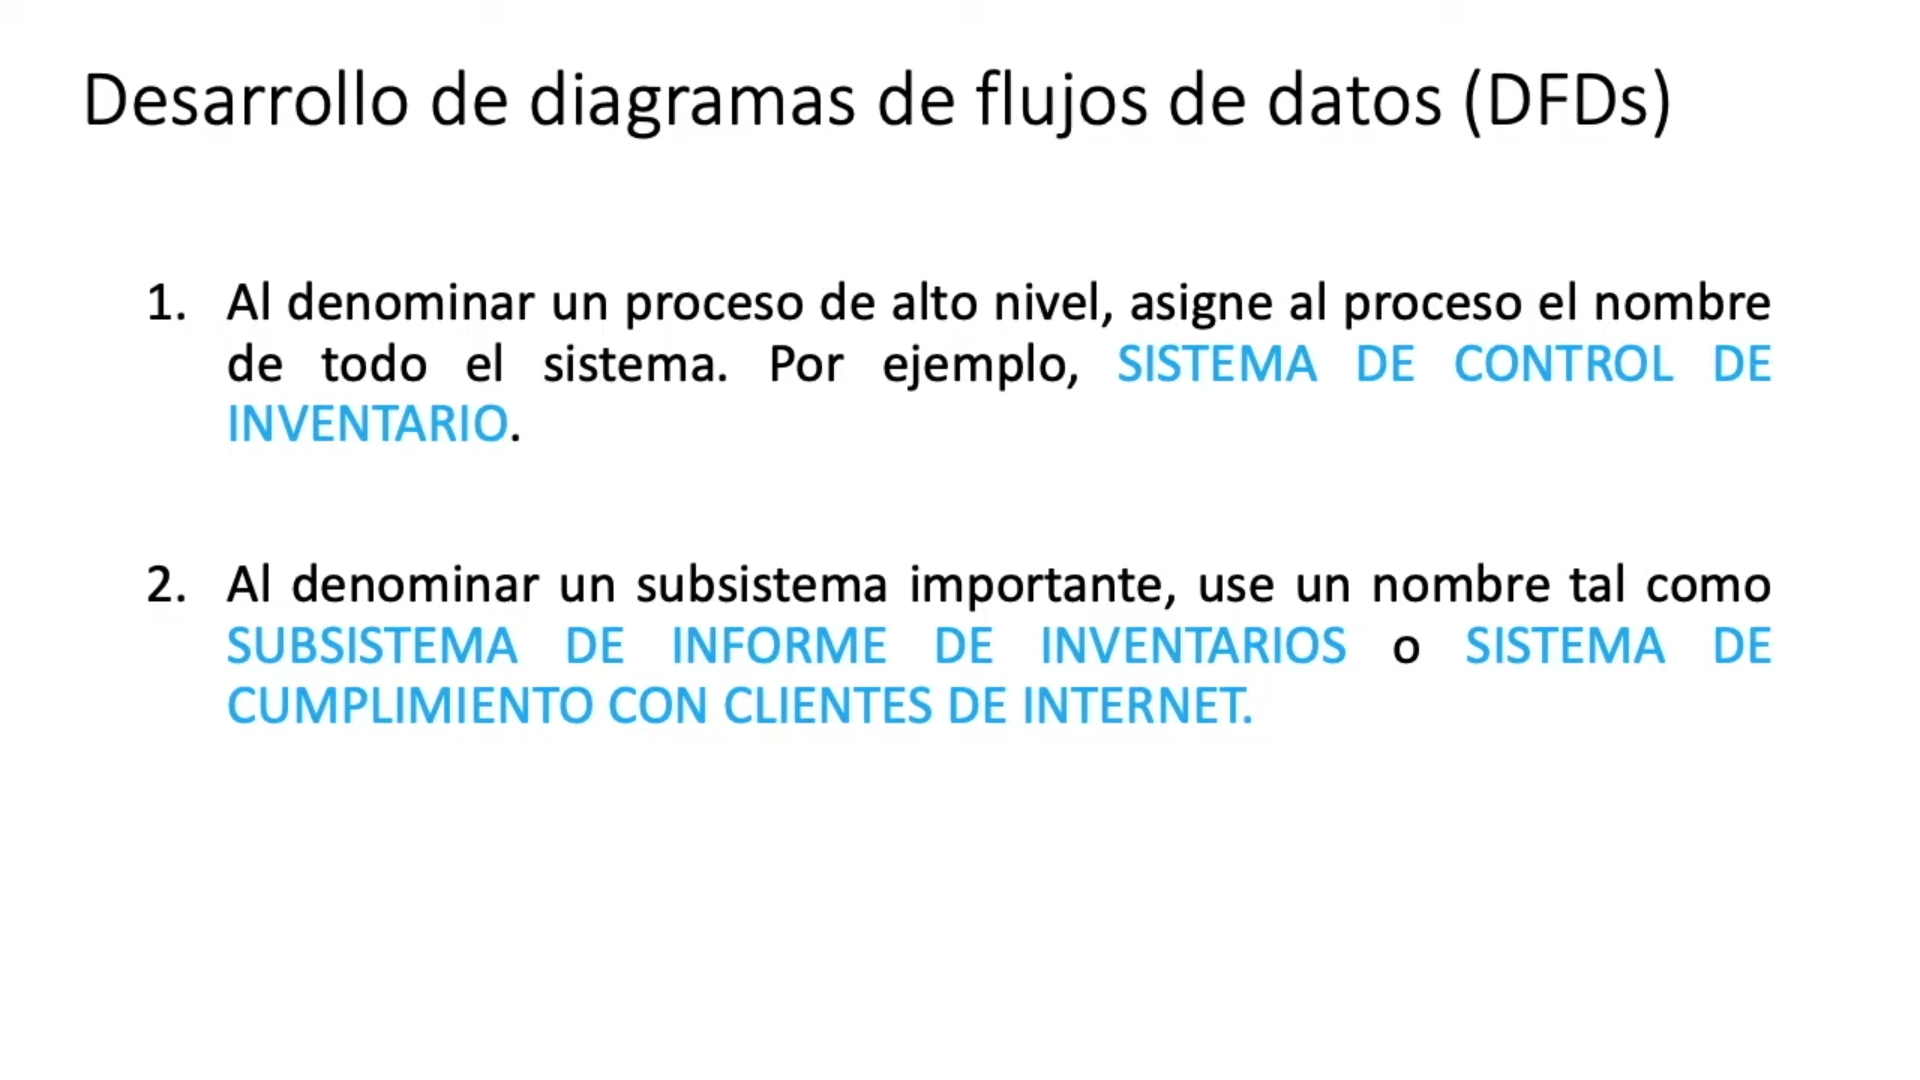 Desarrollo de diagramas de flujos de datos (DFDs)
1. Al denominar un proceso de alto nivel, asigne al proceso el nombre
de todo el sistema. Por ejemplo, SISTEMA DE CONTROL DE
INVENTARIO.
2. Al denominar un subsistema importante, use un nombre tal como
SUBSISTEMA DE INFORME DE INVENTARIOS o SISTEMA DE
CUMPLIMIENTO CON CLIENTES DE INTERNET.